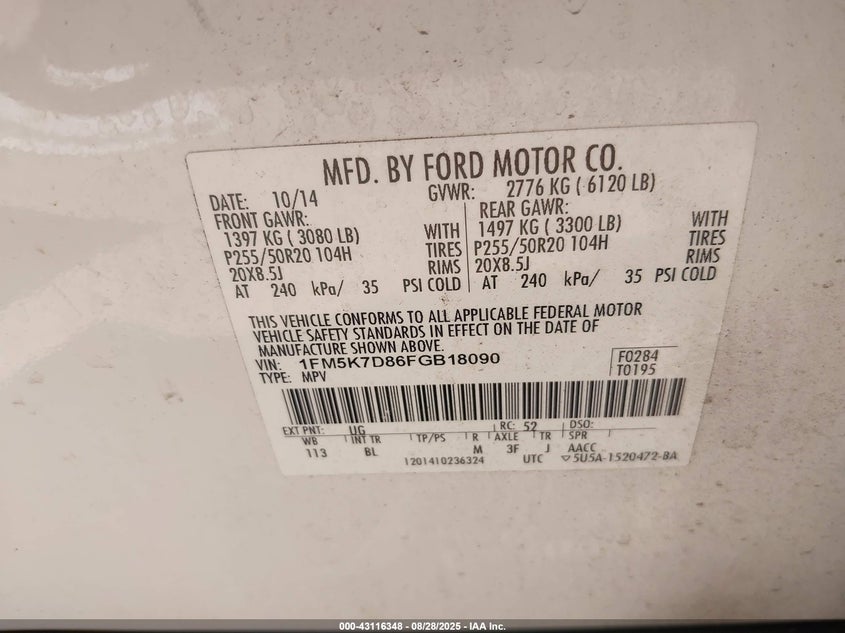 MFD. BY FORD MOTOR CO.
DATE: 10/14 GVWR: 2776 KG ( 6120 LB)
FRONT GAWR: REAR GAWR:
1397 KG ( 3080 LB) WITH 1497 KG ( 3300 LB) WITH
P255/50R20 104H TIRES P255/50R20 104H TIRES
20X8.5J RIMS 20X8.5J RIMS
AT 240 kPa/ 35 PSI COLD AT 240 kPa/ 35 PSI COLD
THIS VEHICLE CONFORMS TO ALL APPLICABLE FEDERAL MOTOR
VEHICLE SAFETY STANDARDS IN EFFECT ON THE DATE OF
MANUFACTURE SHOWN ABOVE.
VIN: 1FM5K7D86FGB18090 F0284
TYPE: MPV T0195
EXT PNT: UG RC: 52 DSO:
WB INT TR TP/PS R AXLE TR SPR
113 BL M 3F J AACC
1201410236324 UTC ▽5U5A-1520472-BA
000-43116348 - 08/28/2025 - IAA Inc.